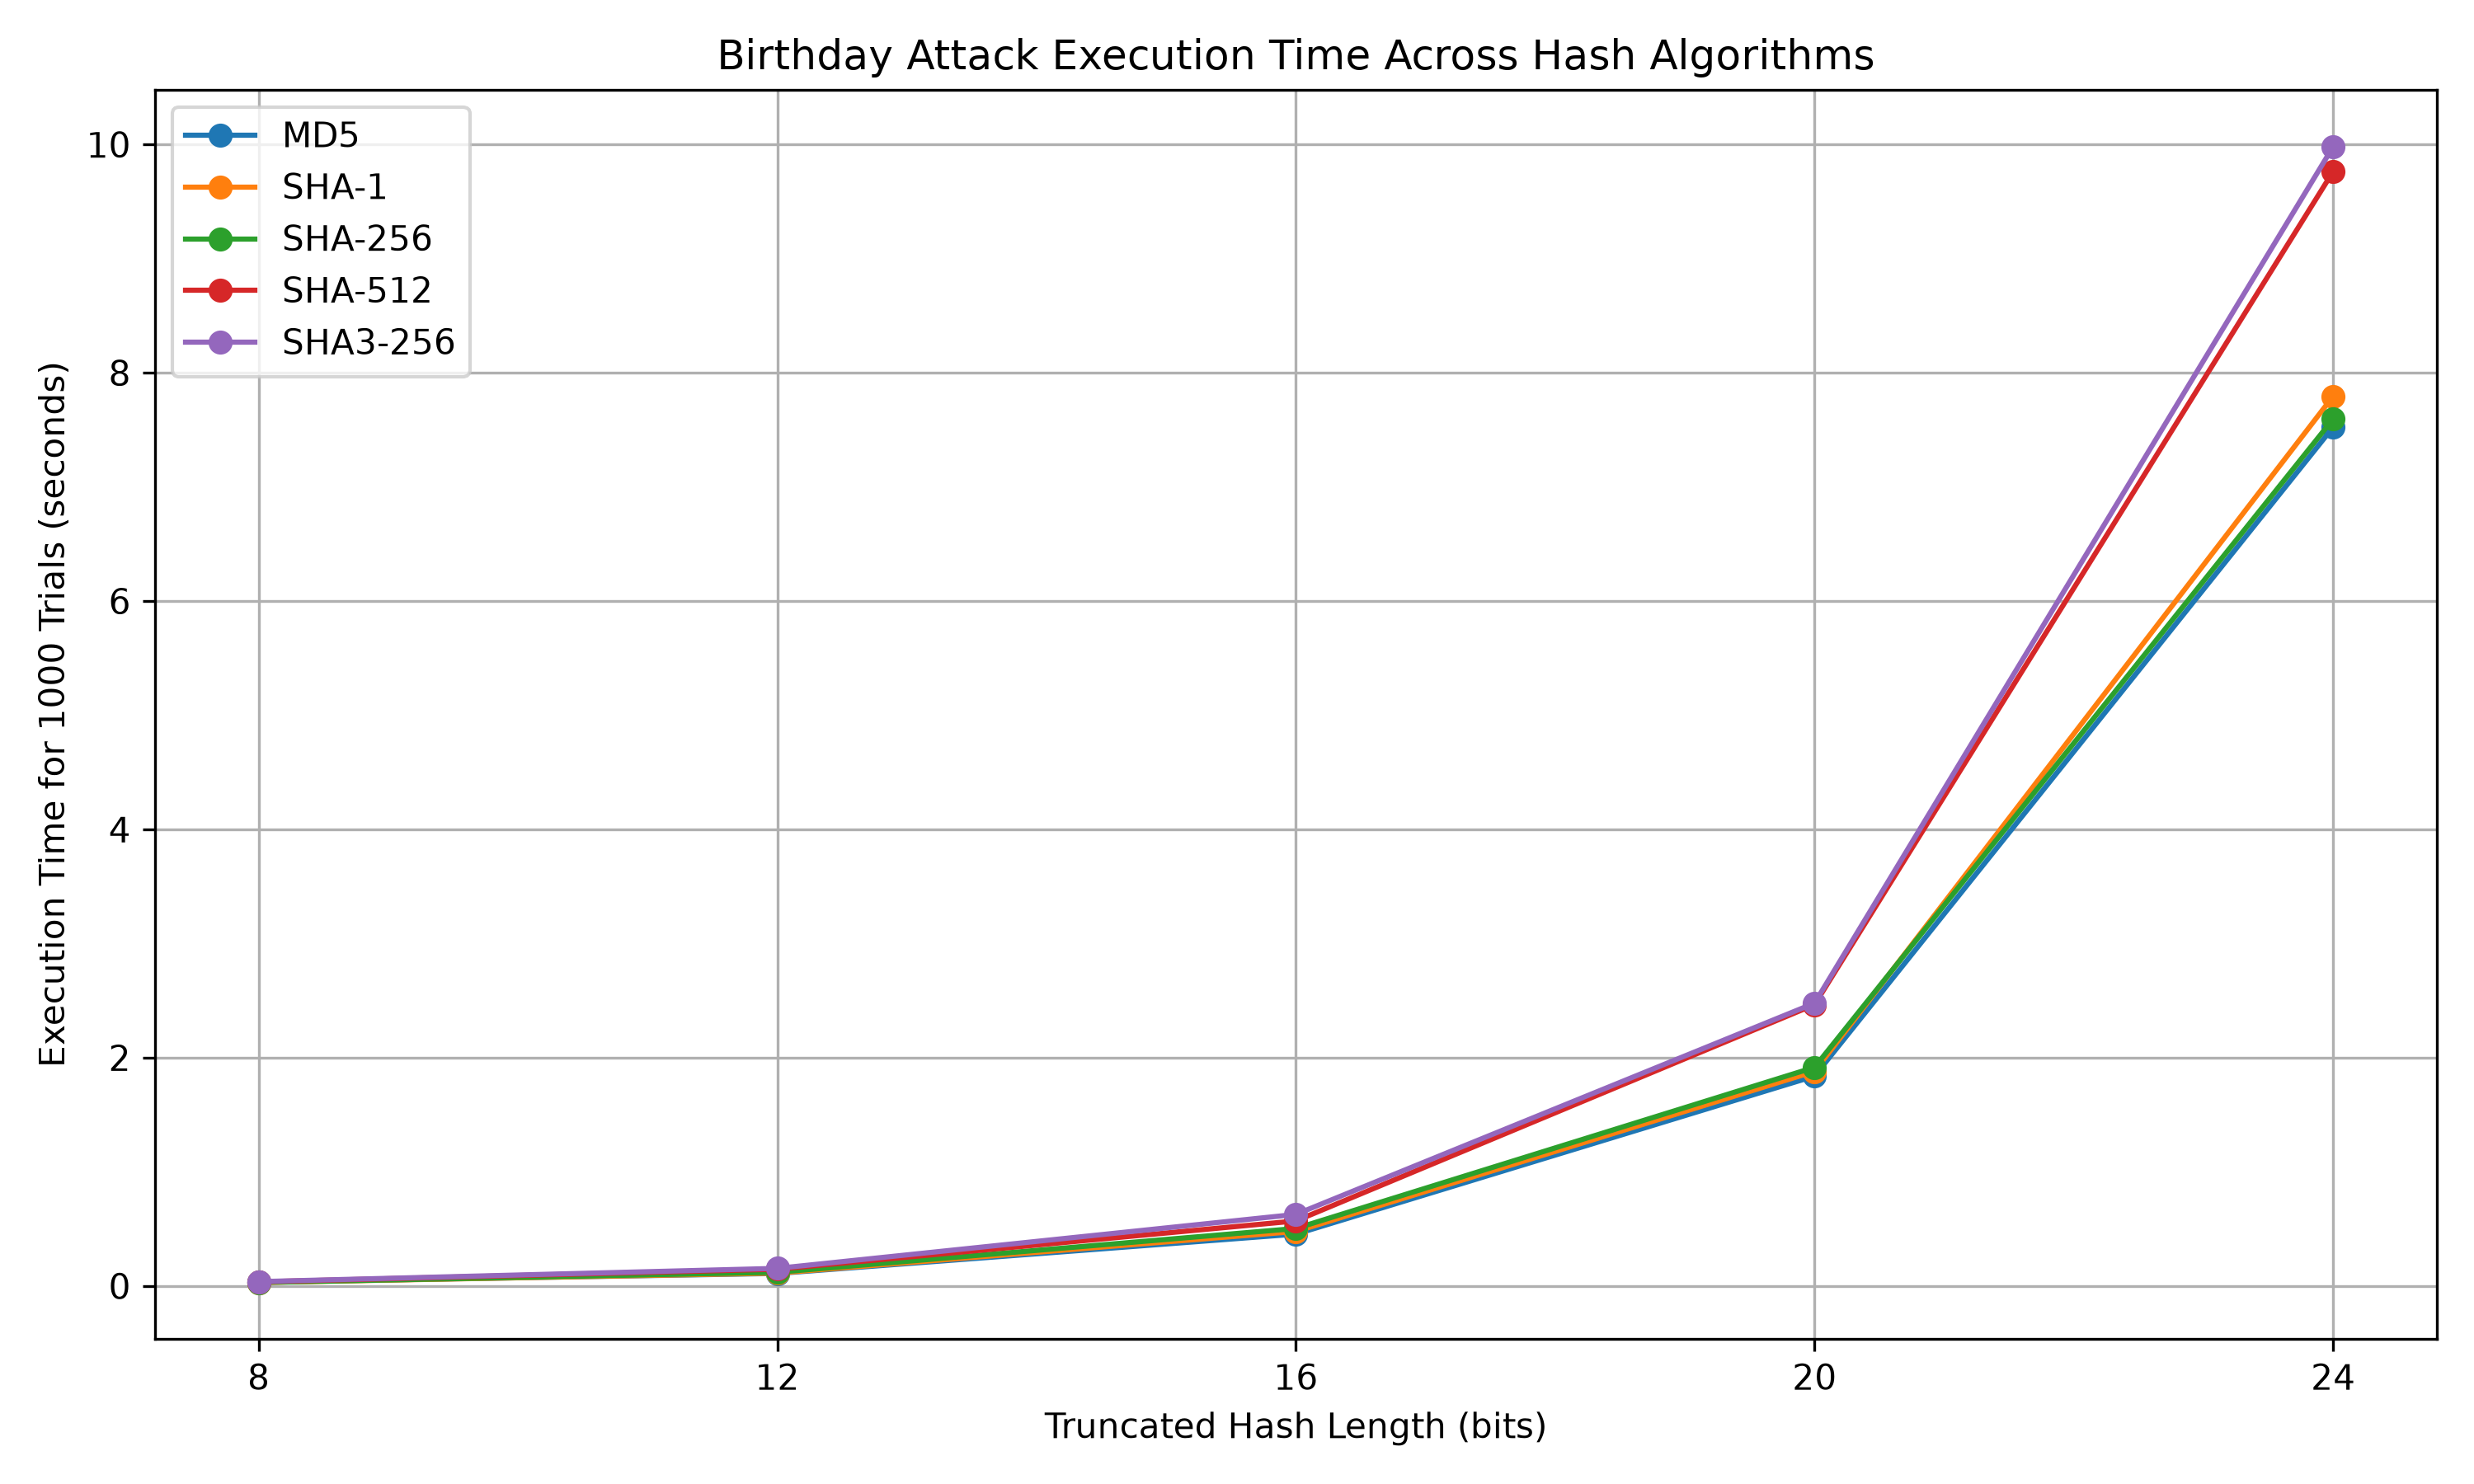 Birthday Attack Execution Time Across Hash Algorithms
MD5
SHA-1
SHA-256
SHA-512
SHA3-256
Execution Time for 1000 Trials (seconds)
10
8
6
4
2
0
8 12 16 20 24
Truncated Hash Length (bits)